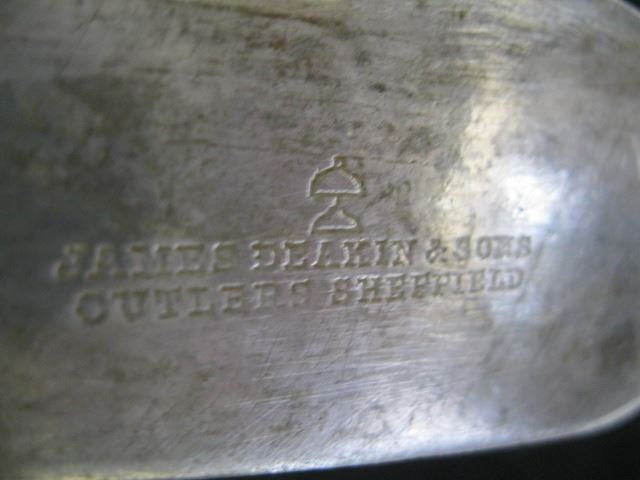 JAMES DEAKIN & SONS
CUTLERS SHEFFIELD